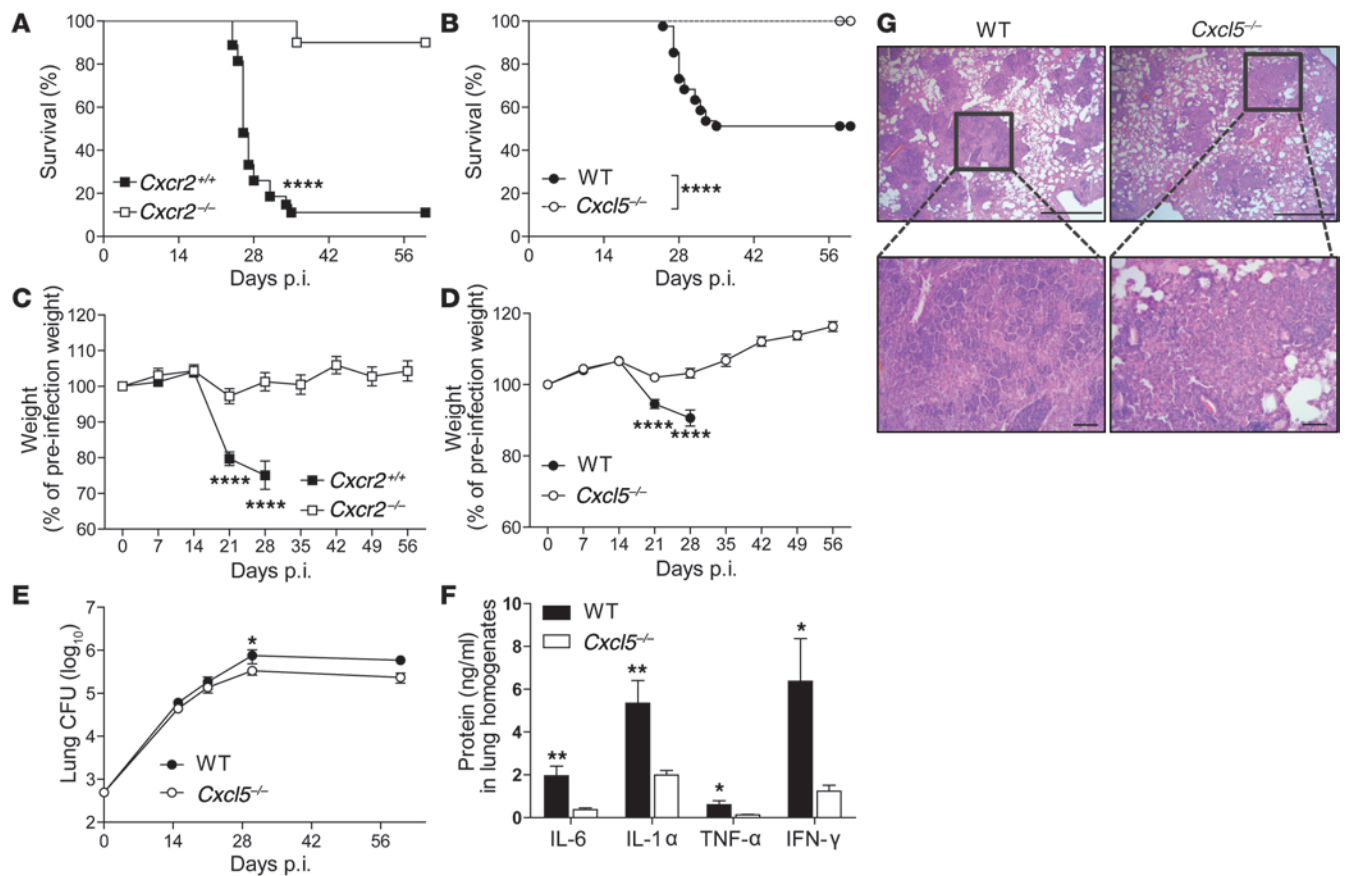 A
Survival (%)
100
80
60
40
20
0
Cxcr2+/+
****
Cxcr2–/–
0 14 28 42 56
Days p.i.
B
Survival (%)
100
80
60
40
20
0
WT
****
Cxcl5–/–
0 14 28 42 56
Days p.i.
C
Weight
(% of pre-infection weight)
120
110
100
90
80
70
60
****
****
Cxcr2+/+
Cxcr2–/–
0 7 14 21 28 35 42 49 56
Days p.i.
D
Weight
(% of pre-infection weight)
120
100
80
60
**** ****
WT
Cxcl5–/–
0 7 14 21 28 35 42 49 56
Days p.i.
E
Lung CFU (log10)
7
6
5
4
3
2
*
WT
Cxcl5–/–
0 14 28 42 56
Days p.i.
F
Protein (ng/ml)
in lung homogenates
10
8
6
4
2
0
WT
Cxcl5–/–
** ** * *
IL-6 IL-1α TNF-α IFN-γ
G
WT Cxcl5–/–